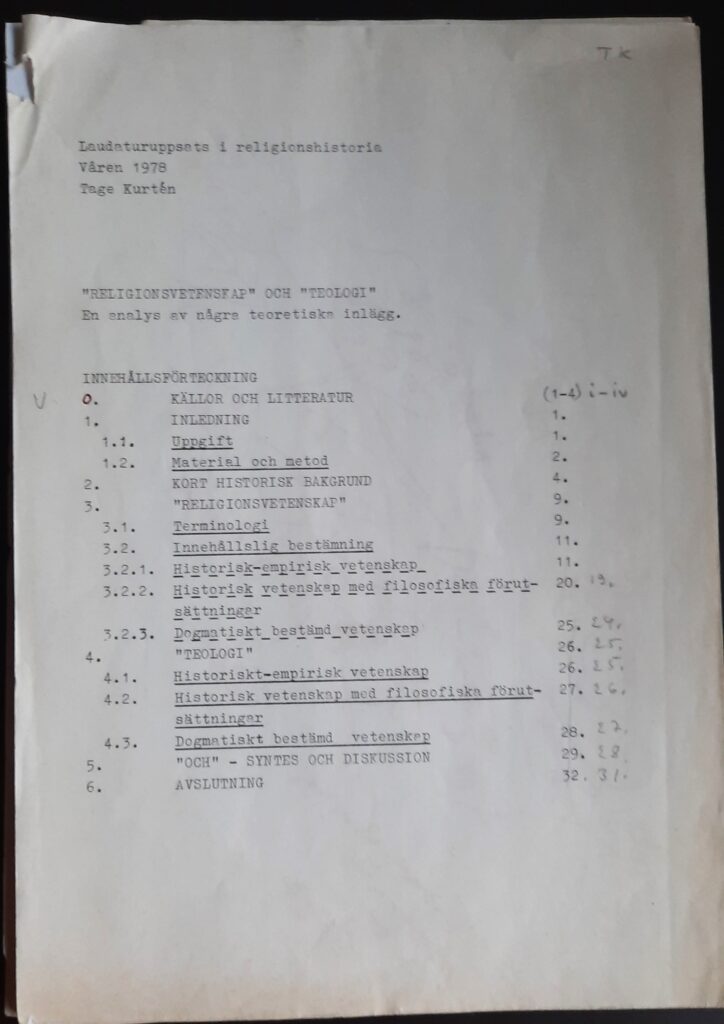 TK
Laudaturuppsats i religionshistoria
Våren 1978
Tage Kurtén
"RELIGIONSVETENSKAP" OCH "TEOLOGI"
En analys av några teoretiska inlägg.
INNEHÅLLSFÖRTECKNING
V 0. KÄLLOR OCH LITTERATUR (1-4) i-iv
1. INLEDNING 1.
1.1. Uppgift 1.
1.2. Material och metod 2.
2. KORT HISTORISK BAKGRUND 4.
3. "RELIGIONSVETENSKAP" 9.
3.1. Terminologi 9.
3.2. Innehållslig bestämning 11.
3.2.1. Historisk-empirisk vetenskap 11.
3.2.2. Historisk vetenskap med filosofiska förut- 20. 19.
sättningar
3.2.3. Dogmatiskt bestämd vetenskap 25. 24.
4. "TEOLOGI" 26. 25.
4.1. Historiskt-empirisk vetenskap 26. 25.
4.2. Historisk vetenskap med filosofiska förut- 27. 26.
sättningar
4.3. Dogmatiskt bestämd vetenskap 28. 27.
5. "OCH" - SYNTES OCH DISKUSSION 29. 28.
6. AVSLUTNING 32. 31.